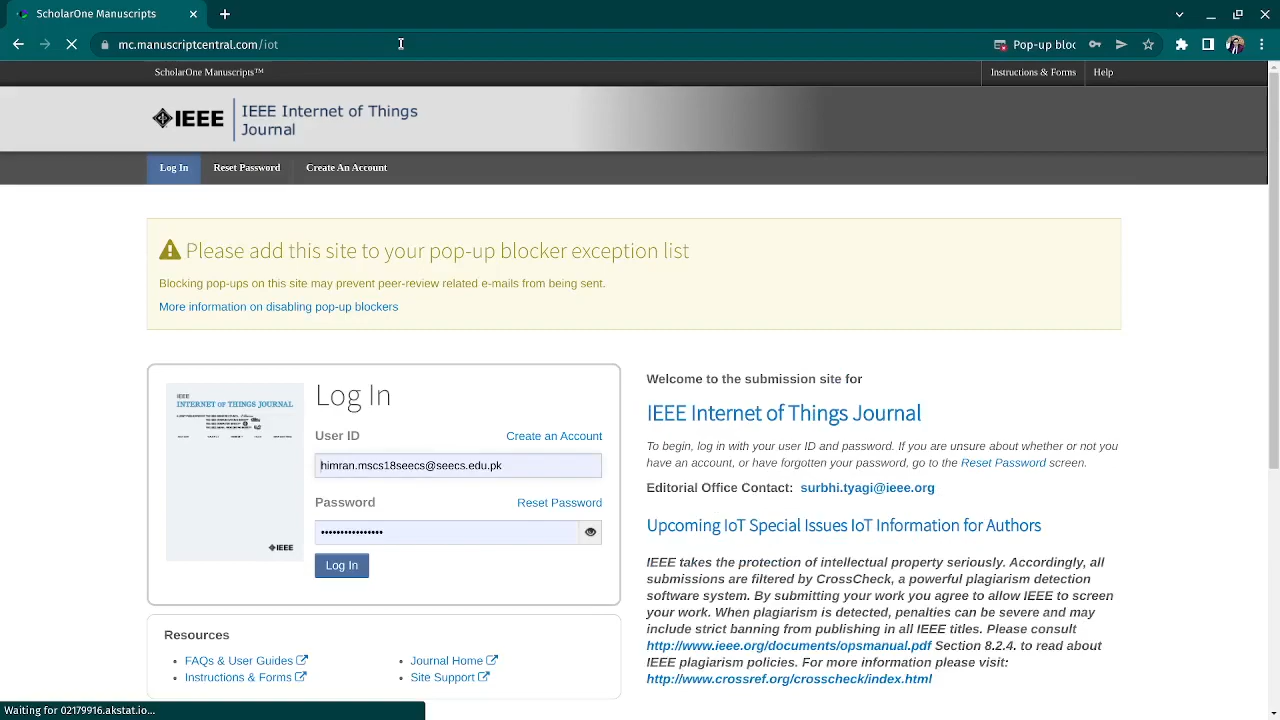 ScholarOne Manuscripts
mc.manuscriptcentral.com/iot
Pop-up bloc
ScholarOne Manuscripts™
Instructions & Forms
Help
IEEE
IEEE Internet of Things
Journal
Log In
Reset Password
Create An Account
Please add this site to your pop-up blocker exception list
Blocking pop-ups on this site may prevent peer-review related e-mails from being sent.
More information on disabling pop-up blockers
IEEE
INTERNET OF THINGS JOURNAL
IEEE
Log In
User ID
Create an Account
himran.mscs18seecs@seecs.edu.pk
Password
Reset Password
Log In
Resources
FAQs & User Guides
Journal Home
Instructions & Forms
Site Support
Welcome to the submission site for
IEEE Internet of Things Journal
To begin, log in with your user ID and password. If you are unsure about whether or not you
have an account, or have forgotten your password, go to the Reset Password screen.
Editorial Office Contact: surbhi.tyagi@ieee.org
Upcoming IoT Special Issues IoT Information for Authors
IEEE takes the protection of intellectual property seriously. Accordingly, all
submissions are filtered by CrossCheck, a powerful plagiarism detection
software system. By submitting your work you agree to allow IEEE to screen
your work. When plagiarism is detected, penalties can be severe and may
include strict banning from publishing in all IEEE titles. Please consult
http://www.ieee.org/documents/opsmanual.pdf Section 8.2.4. to read about
IEEE plagiarism policies. For more information please visit:
http://www.crossref.org/crosscheck/index.html
Waiting for 02179916.akstat.io...